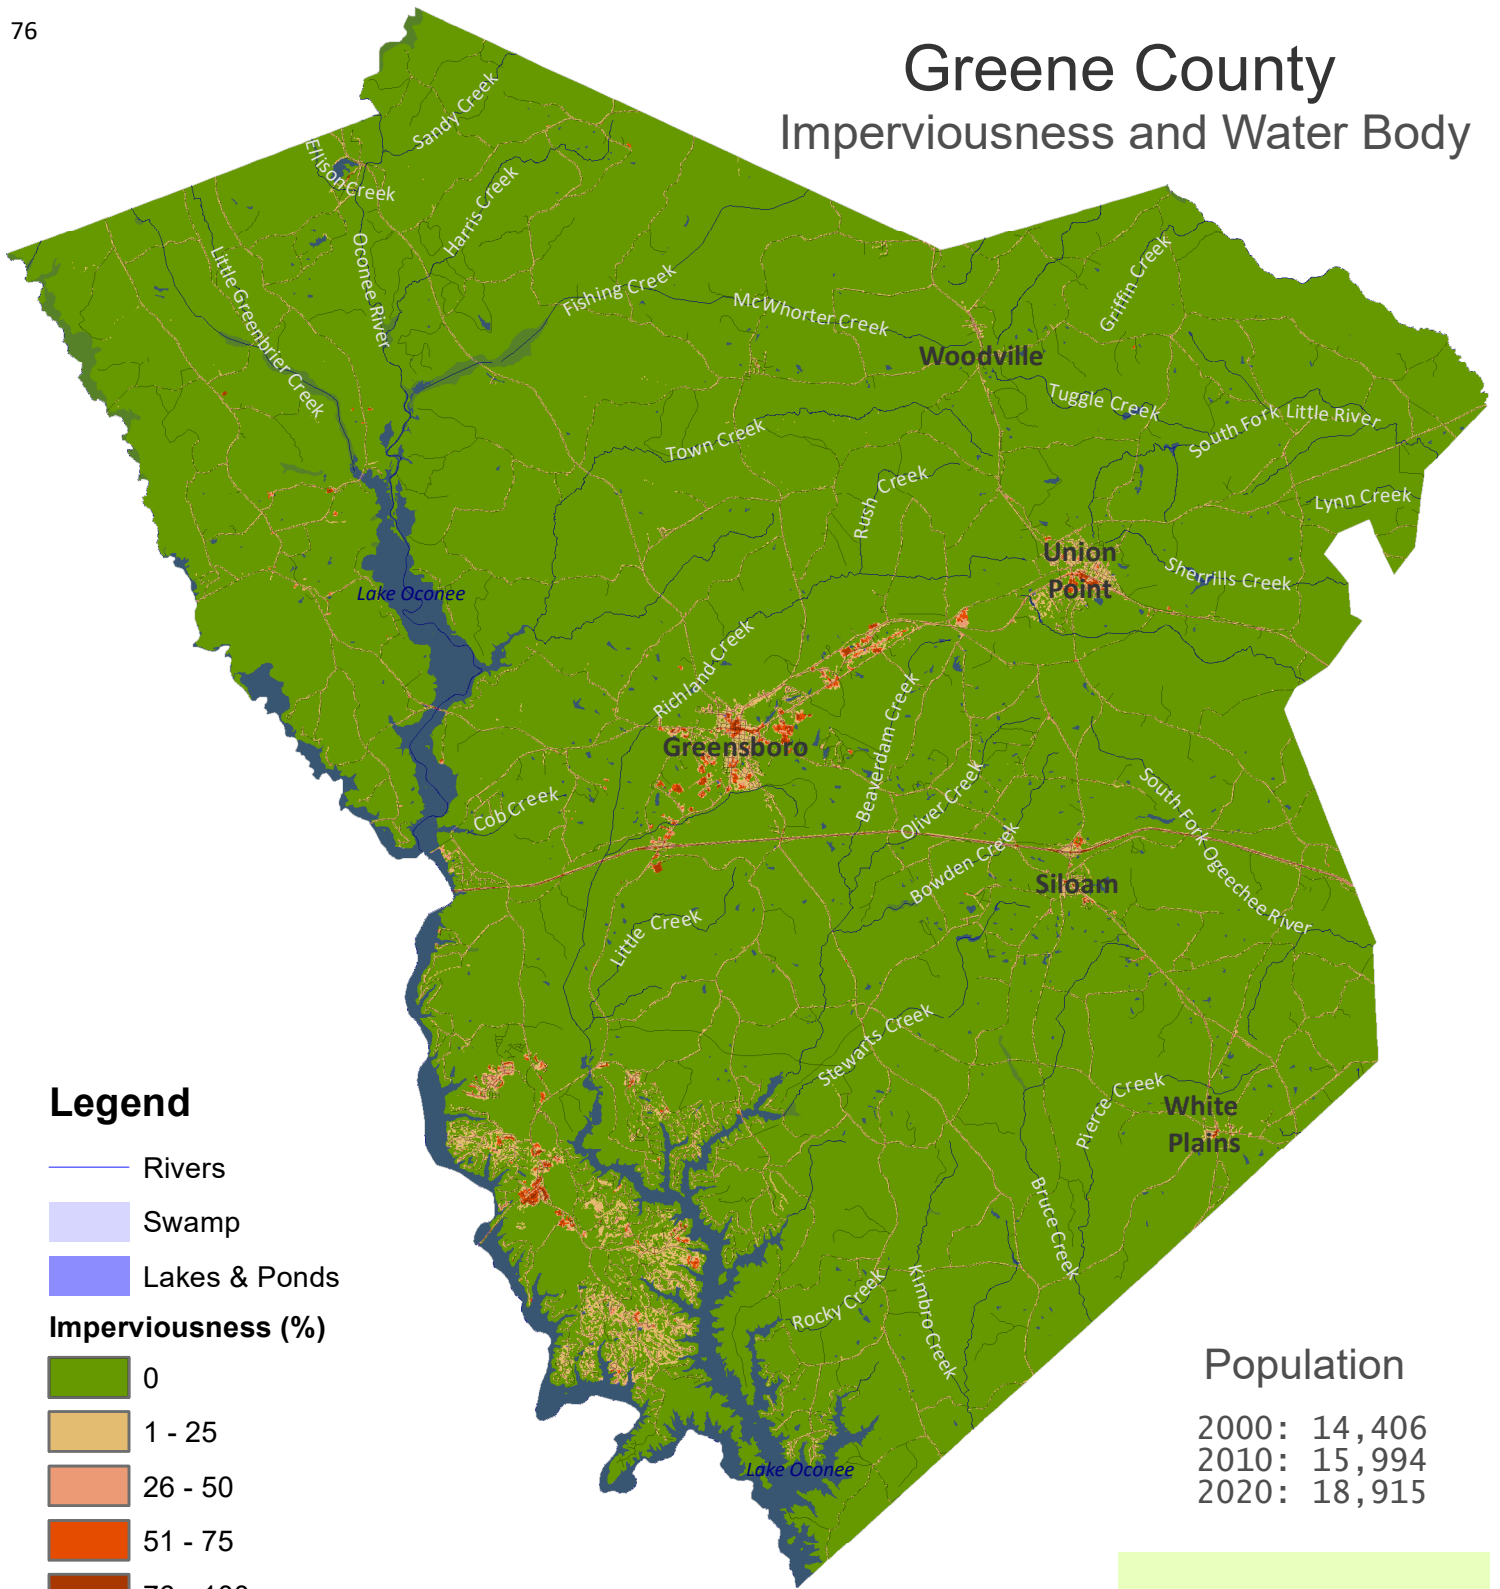 76
Greene County
Imperviousness and Water Body
Sandy Creek
Ellison Creek
Harris Creek
Oconee River
Little Greenbrier Creek
Fishing Creek
McWhorter Creek
Griffin Creek
Woodville
Tuggle Creek
South Fork Little River
Town Creek
Rush Creek
Lynn Creek
Union
Point
Sherrills Creek
Lake Oconee
Richland Creek
Greensboro
Beaverdam Creek
Oliver Creek
South Fork Ogeechee River
Cob Creek
Bowden Creek
Siloam
Little Creek
Stewarts Creek
Pierce Creek
White
Plains
Bruce Creek
Rocky Creek
Kimbro Creek
Lake Oconee
Legend
Rivers
Swamp
Lakes & Ponds
Imperviousness (%)
0
1 - 25
26 - 50
51 - 75
Population
2000: 14,406
2010: 15,994
2020: 18,915